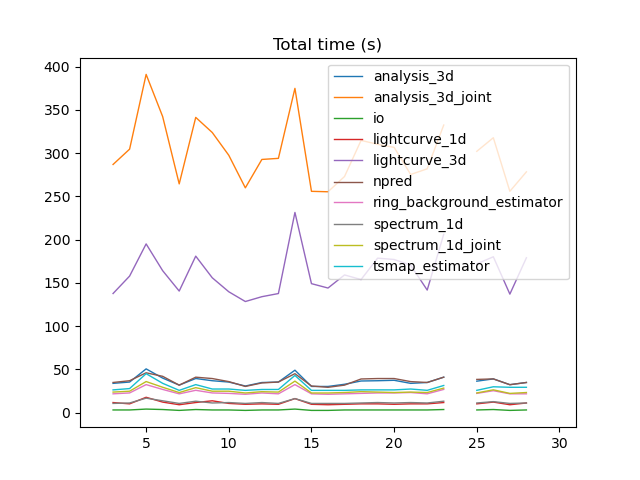 Total time (s)
400
350
300
250
200
150
100
50
0
analysis_3d
analysis_3d_joint
io
lightcurve_1d
lightcurve_3d
npred
ring_background_estimator
spectrum_1d
spectrum_1d_joint
tsmap_estimator
5 10 15 20 25 30